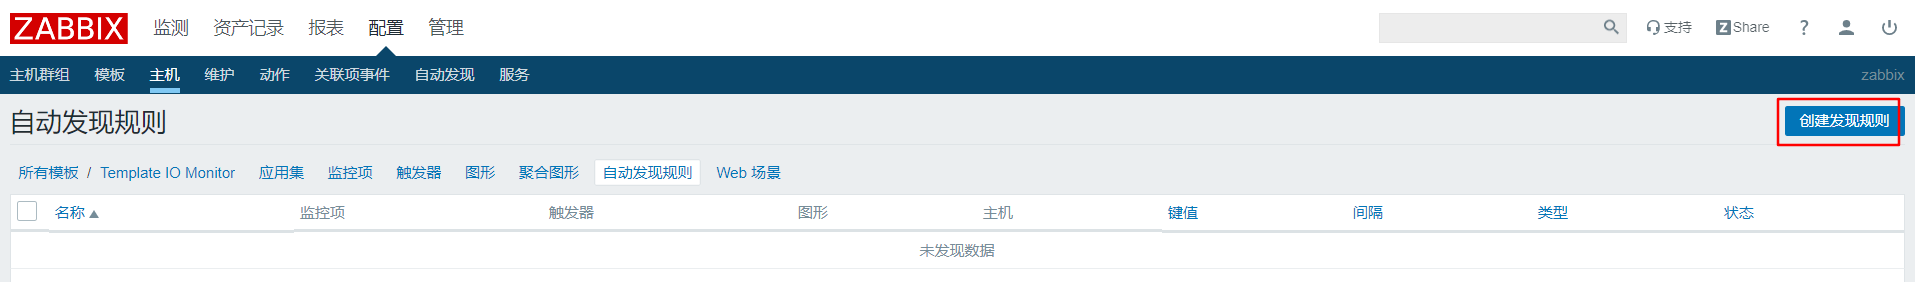 ZABBIX 监测 资产记录 报表 配置 管理 支持 Z Share ?
主机群组 模板 主机 维护 动作 关联项事件 自动发现 服务 zabbix
自动发现规则 创建发现规则
所有模板 / Template IO Monitor 应用集 监控项 触发器 图形 聚合图形 自动发现规则 Web 场景
名称 监控项 触发器 图形 主机 键值 间隔 类型 状态
未发现数据